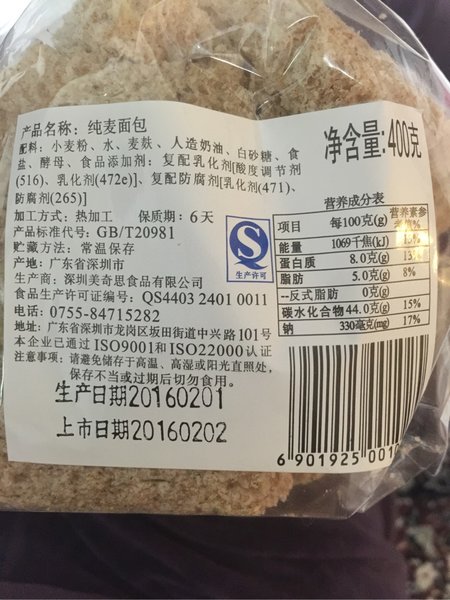 产品名称：纯麦面包
配料：小麦粉、水、麦麸、人造奶油、白砂糖、食
盐、酵母、食品添加剂：复配乳化剂[酸度调节剂
(516)、乳化剂(472e)]、复配防腐剂[乳化剂(471)、
防腐剂(265)]
加工方式：热加工 保质期：6天
产品标准代号：GB/T20981
贮藏方法：常温保存
产地：广东省深圳市
生产商：深圳美奇思食品有限公司
食品生产许可证编号：QS4403 2401 0011
电话：0755-84715282
地址：广东省深圳市龙岗区坂田街道中兴路101号
本企业已通过ISO9001和ISO22000认证
注意事项：请避免储存于高温、高湿或阳光直照处，
保存不当或过期后切勿食用。
生产日期20160201
上市日期20160202
QS
生产许可
净含量:400克
营养成分表
项目 每100克(g) 营养素参
能量 1069千焦(kJ)
蛋白质 8.0克(g) 13%
脂肪 5.0克(g) 8%
--反式脂肪 0克(g)
碳水化合物 44.0克(g) 15%
钠 330毫克(mg) 17%
6 901925 001